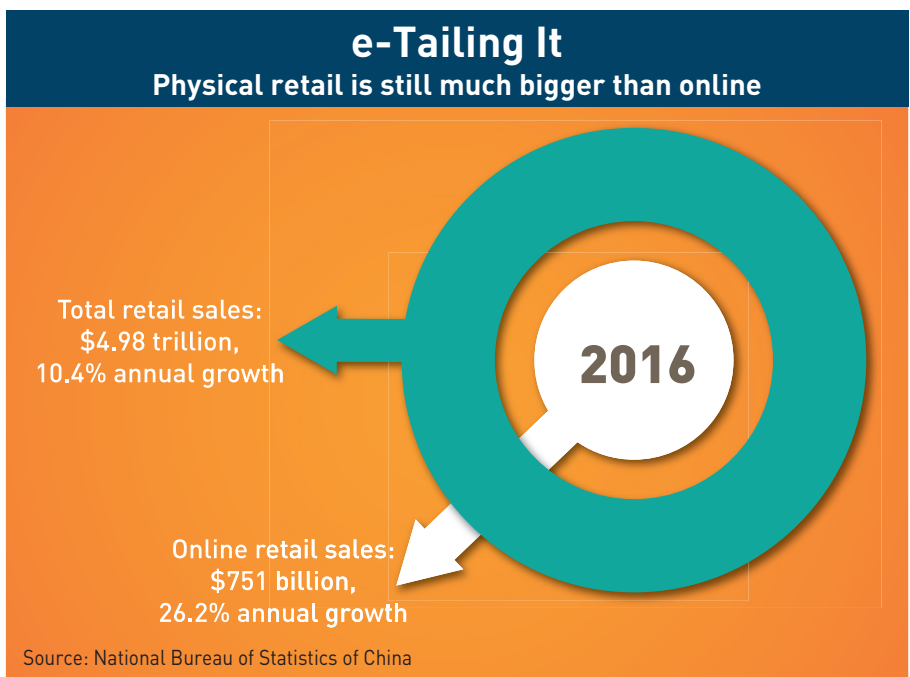 e-Tailing It
Physical retail is still much bigger than online
Total retail sales:
$4.98 trillion,
10.4% annual growth
2016
Online retail sales:
$751 billion,
26.2% annual growth
Source: National Bureau of Statistics of China